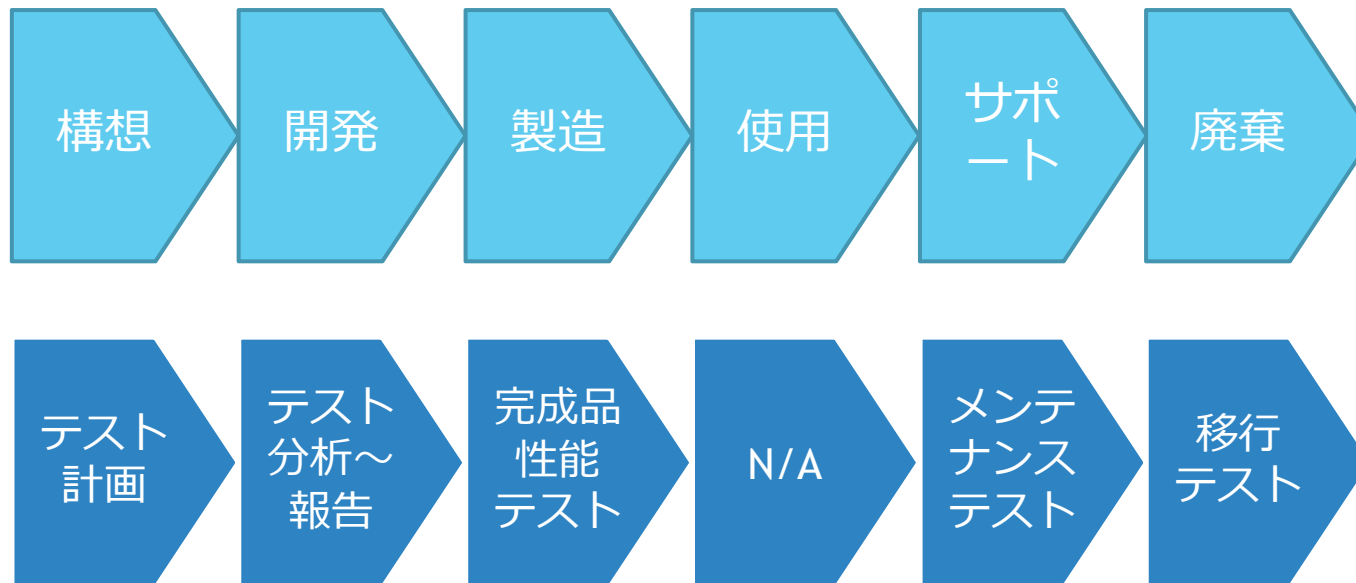 構想
開発
製造
使用
サポ
ート
廃棄
テスト
計画
テスト
分析～
報告
完成品
性能
テスト
N/A
メンテ
ナンス
テスト
移行
テスト